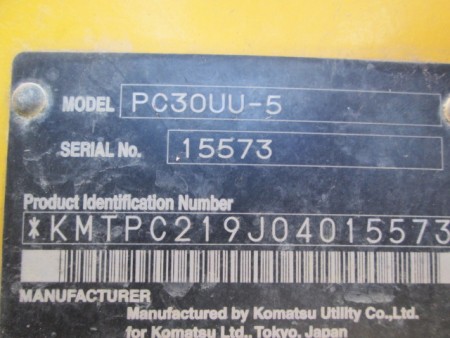 MODEL PC30UU-5
SERIAL No. 15573
Product Identification Number
*KMTPC219J04015573
MANUFACTURER
Manufactured by Komatsu Utility Co.,Ltd.
for Komatsu Ltd., Tokyo, Japan